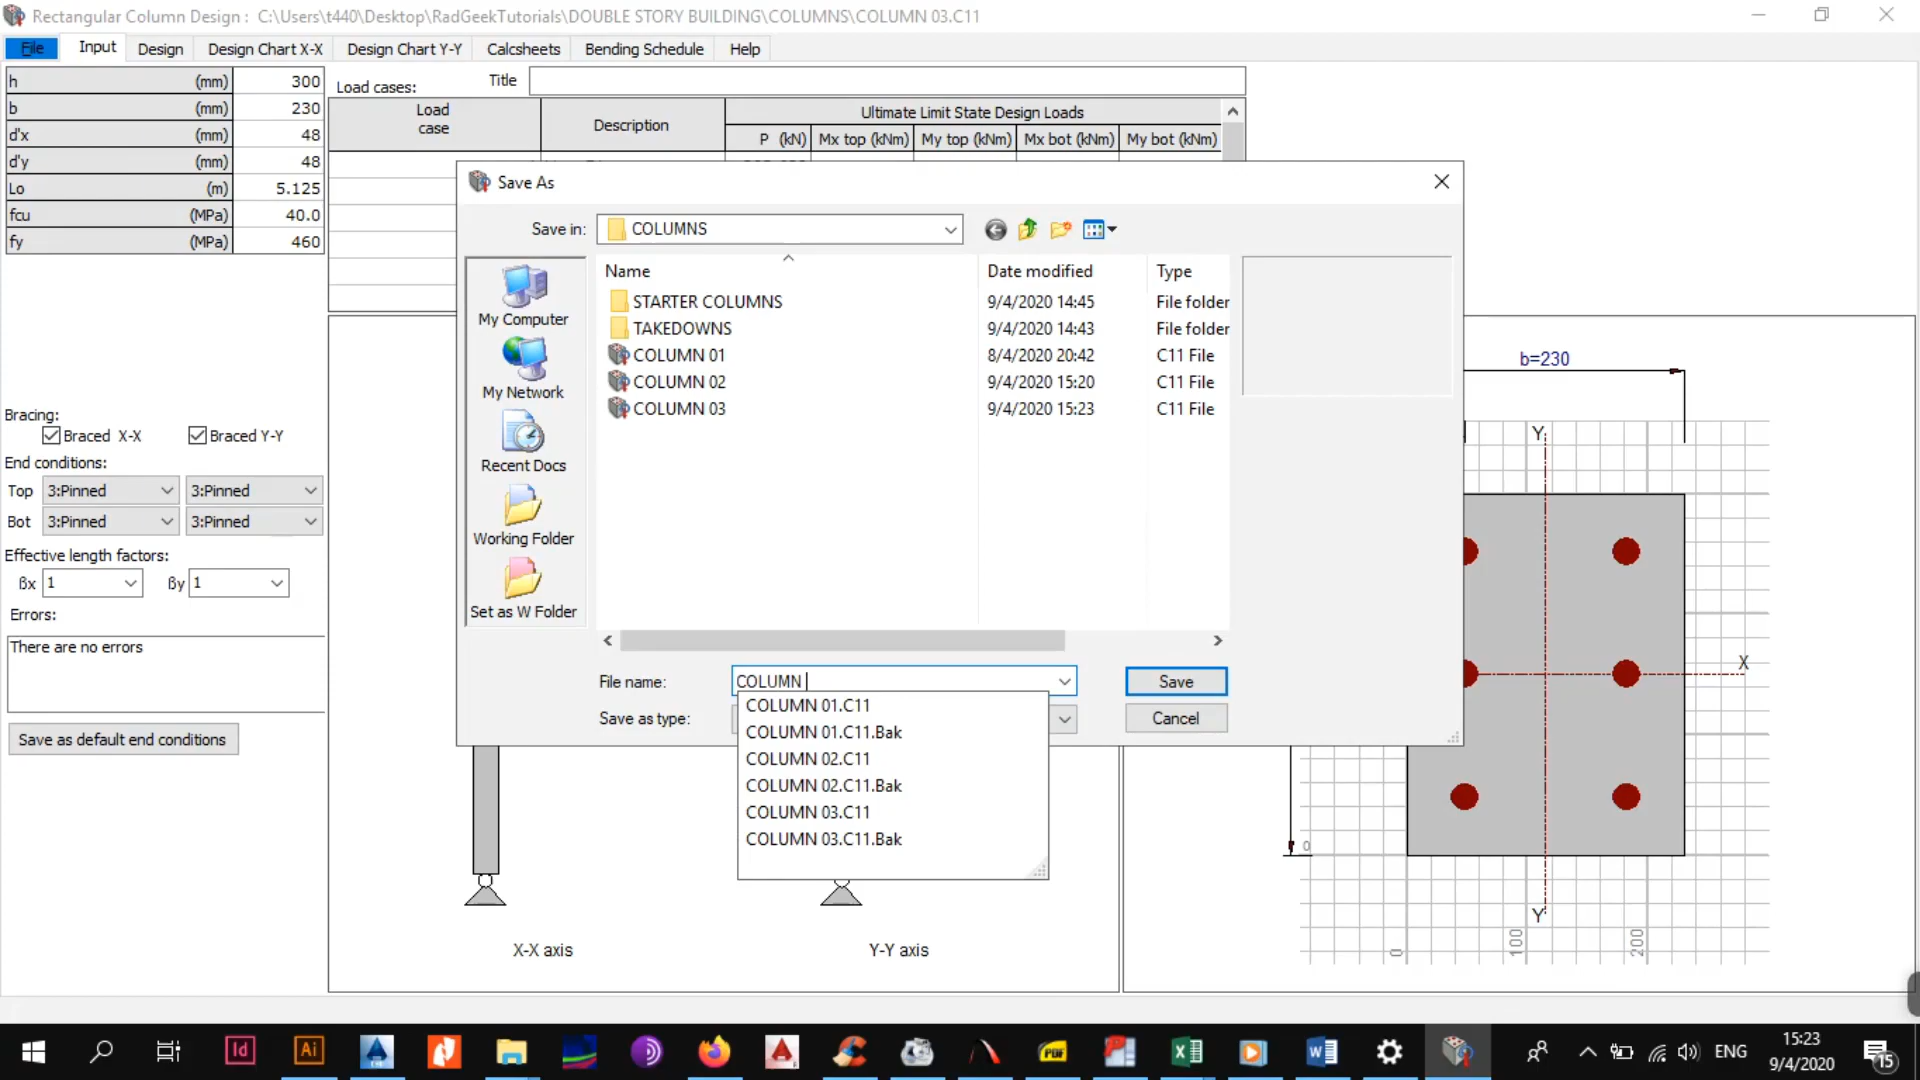 Rectangular Column Design : C:\Users\t440\Desktop\RadGeekTutorials\DOUBLE STORY BUILDING\COLUMNS\COLUMN 03.C11
File Input Design Design Chart X-X Design Chart Y-Y Calcsheets Bending Schedule Help
h (mm) 300
b (mm) 230
d'x (mm) 48
d'y (mm) 48
Lo (m) 5.125
fcu (MPa) 40.0
fy (MPa) 460
Load cases: Title
Load case Description Ultimate Limit State Design Loads
P (kN) Mx top (kNm) My top (kNm) Mx bot (kNm) My bot (kNm)
Bracing:
Braced X-X Braced Y-Y
End conditions:
Top 3:Pinned 3:Pinned
Bot 3:Pinned 3:Pinned
Effective length factors:
βx 1 βy 1
Errors:
There are no errors
Save as default end conditions
Save As
Save in: COLUMNS
My Computer
My Network
Recent Docs
Working Folder
Set as W Folder
Name Date modified Type
STARTER COLUMNS 9/4/2020 14:45 File folder
TAKEDOWNS 9/4/2020 14:43 File folder
COLUMN 01 8/4/2020 20:42 C11 File
COLUMN 02 9/4/2020 15:20 C11 File
COLUMN 03 9/4/2020 15:23 C11 File
File name: COLUMN Save
Save as type: Cancel
COLUMN 01.C11
COLUMN 01.C11.Bak
COLUMN 02.C11
COLUMN 02.C11.Bak
COLUMN 03.C11
COLUMN 03.C11.Bak
X-X axis Y-Y axis
b=230
Y
X
Y
0
0 100 200
Id Ai PDF
ENG
15:23
9/4/2020
15